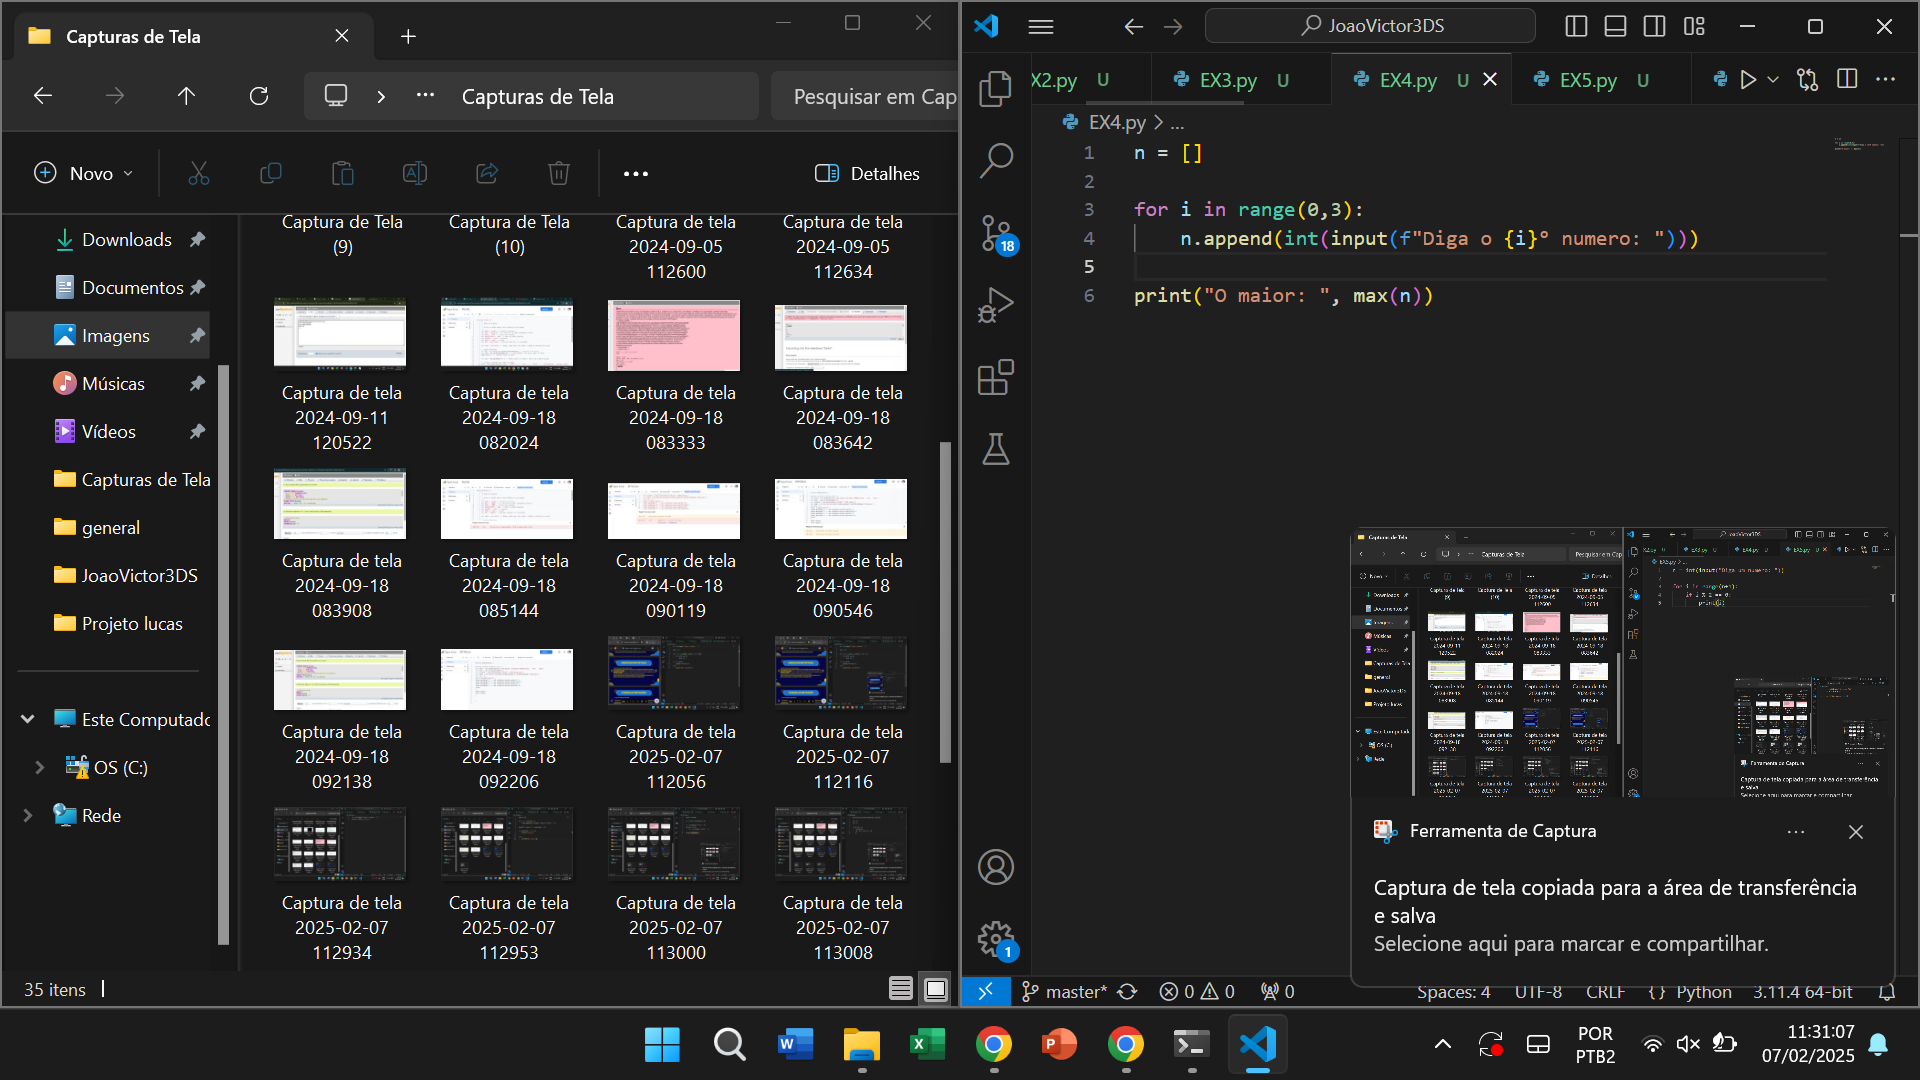 Capturas de Tela
Capturas de Tela
Pesquisar em Cap
Novo
Detalhes
Downloads
Documentos
Imagens
Músicas
Vídeos
Capturas de Tela
general
JoaoVictor3DS
Projeto lucas
Este Computado
OS (C:)
Rede
Captura de Tela
(9)
Captura de Tela
(10)
Captura de tela
2024-09-05
112600
Captura de tela
2024-09-05
112634
Captura de tela
2024-09-11
120522
Captura de tela
2024-09-18
082024
Captura de tela
2024-09-18
083333
Captura de tela
2024-09-18
083642
Captura de tela
2024-09-18
083908
Captura de tela
2024-09-18
085144
Captura de tela
2024-09-18
090119
Captura de tela
2024-09-18
090546
Captura de tela
2024-09-18
092138
Captura de tela
2024-09-18
092206
Captura de tela
2025-02-07
112056
Captura de tela
2025-02-07
112116
Captura de tela
2025-02-07
112934
Captura de tela
2025-02-07
112953
Captura de tela
2025-02-07
113000
Captura de tela
2025-02-07
113008
35 itens
JoaoVictor3DS
X2.py U
EX3.py U
EX4.py U
EX5.py U
EX4.py > ...
1 n = []
2
3 for i in range(0,3):
4 n.append(int(input(f"Diga o {i}° numero: ")))
5
6 print("O maior: ", max(n))
18
1
Ferramenta de Captura
Captura de tela copiada para a área de transferência
e salva
Selecione aqui para marcar e compartilhar.
master* 0 0 0
Spaces: 4 UTF-8 CRLF {} Python 3.11.4 64-bit
POR
PTB2
11:31:07
07/02/2025